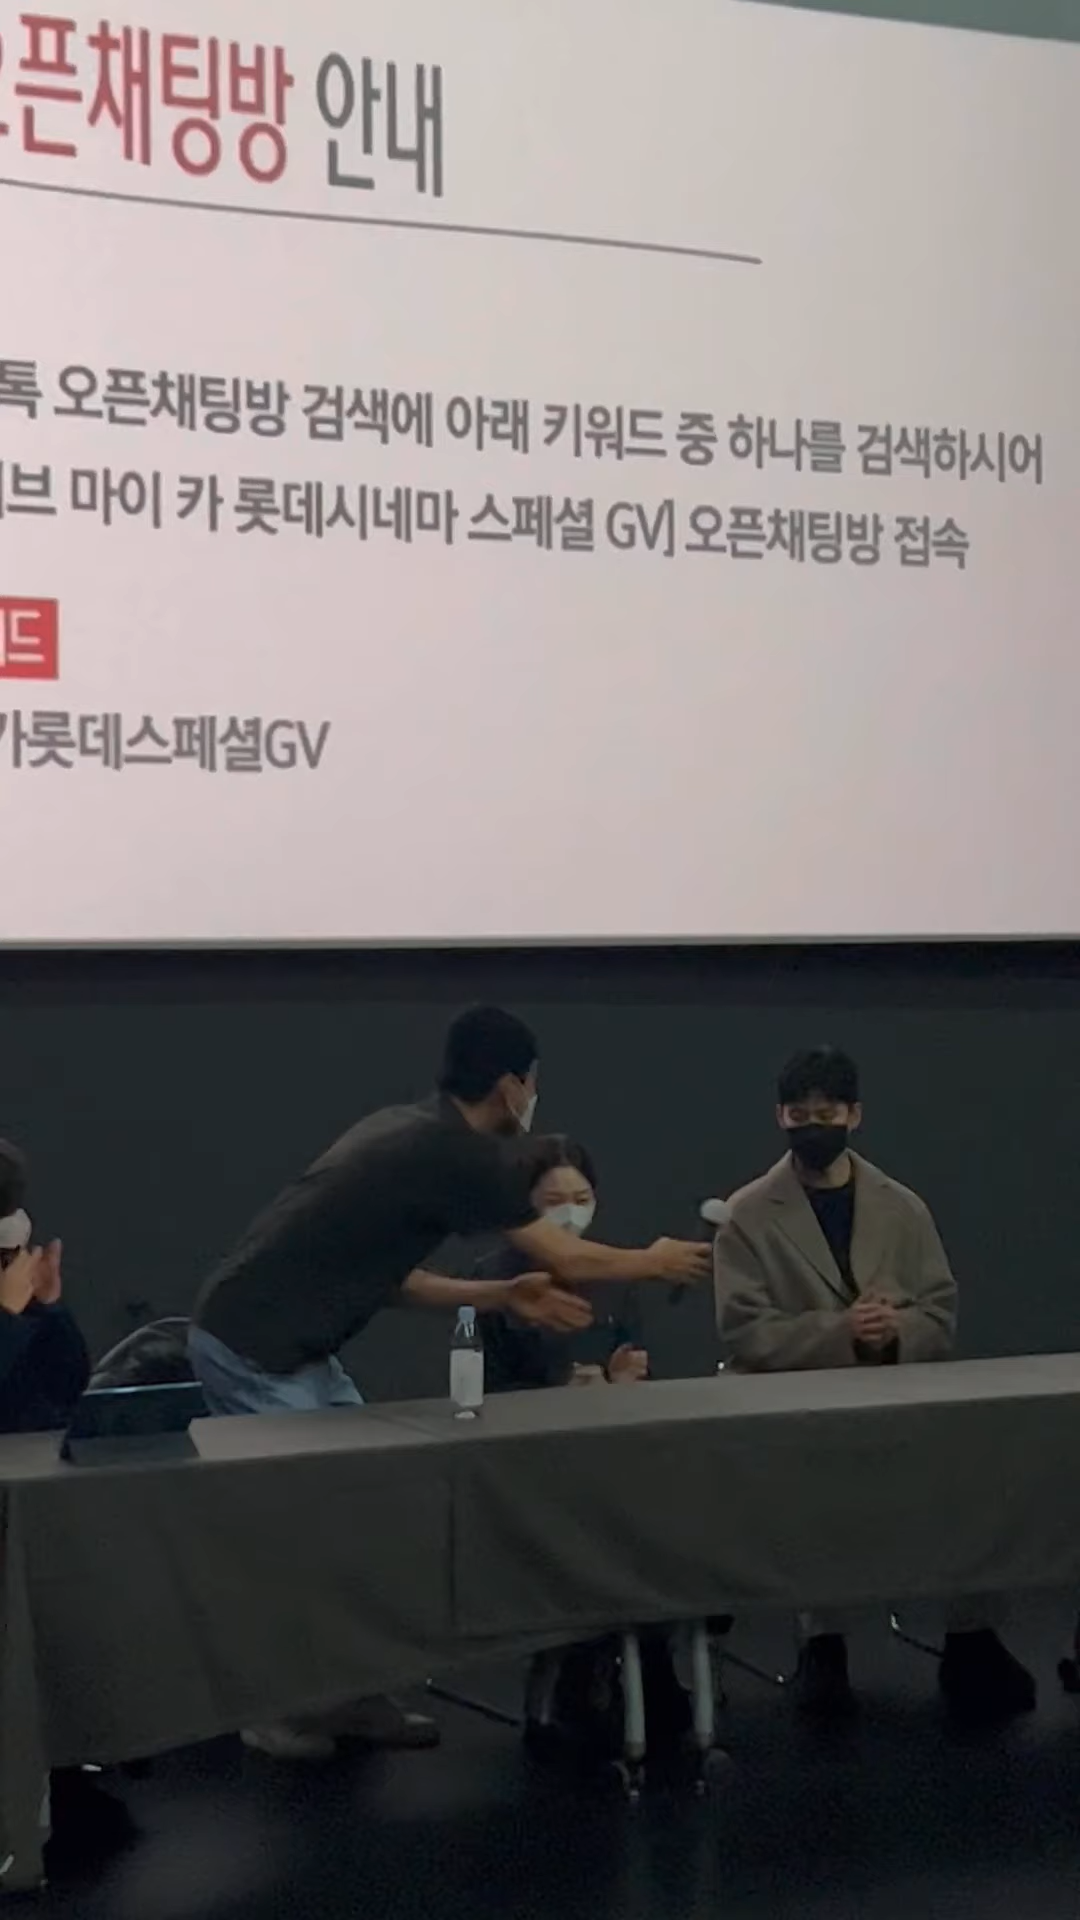 오픈채팅방 안내
톡 오픈채팅방 검색에 아래 키워드 중 하나를 검색하시어
브 마이 카 롯데시네마 스페셜 GV] 오픈채팅방 접속
드
카롯데스페셜GV